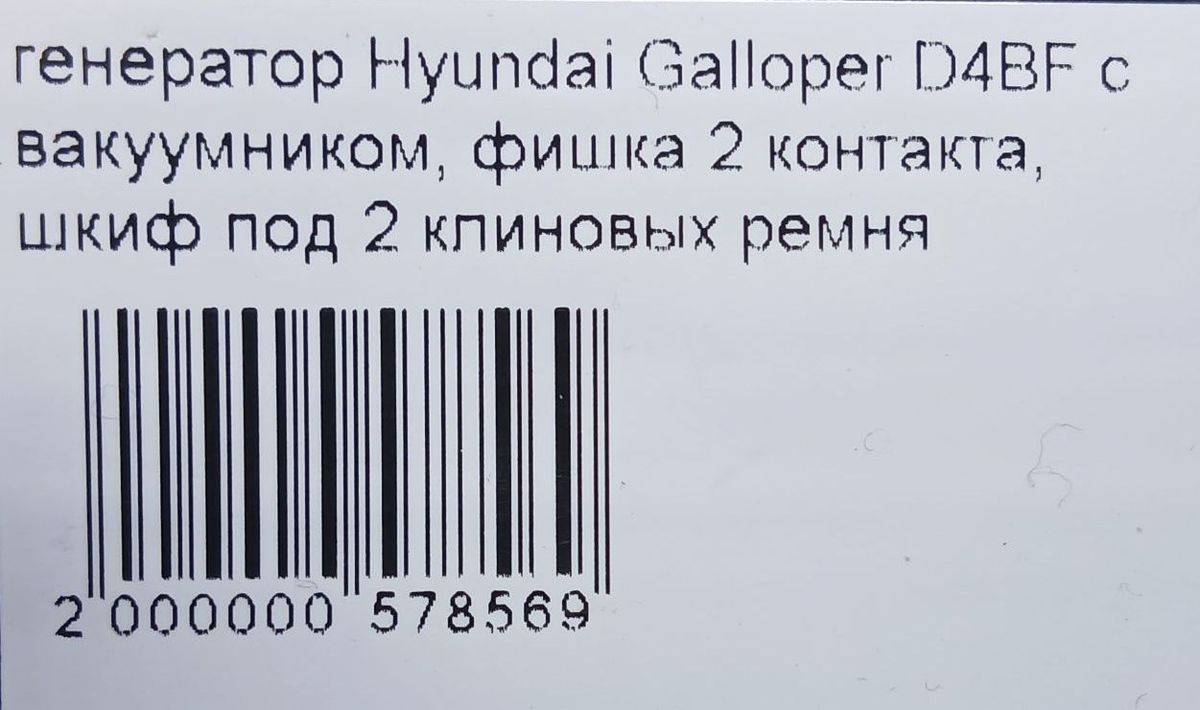 генератор Hyundai Galloper D4BF с
вакуумником, фишка 2 контакта,
шкиф под 2 клиновых ремня
2 000000 578569